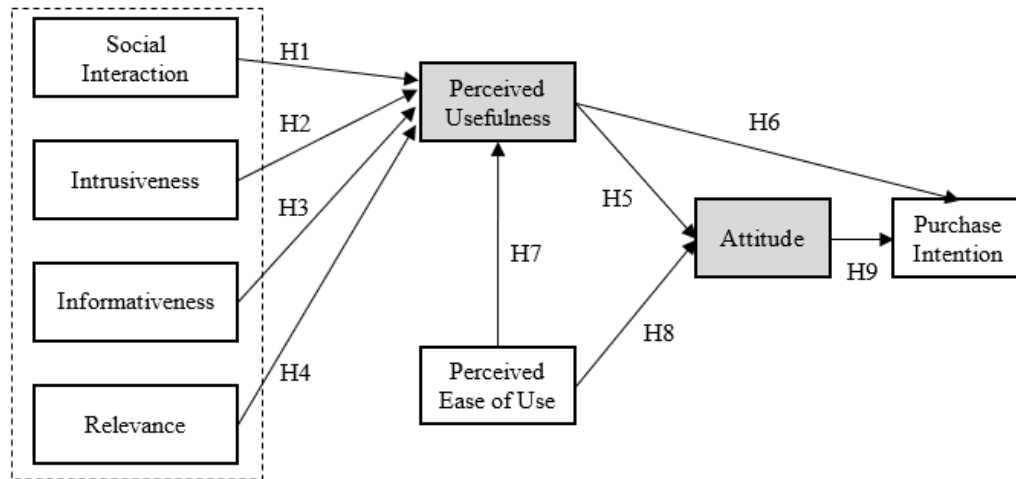 Social
Interaction
H1
Perceived
Usefulness
H2
H6
Intrusiveness
H3
H5
Attitude
Purchase
Intention
H7
H9
Informativeness
H8
H4
Perceived
Ease of Use
Relevance